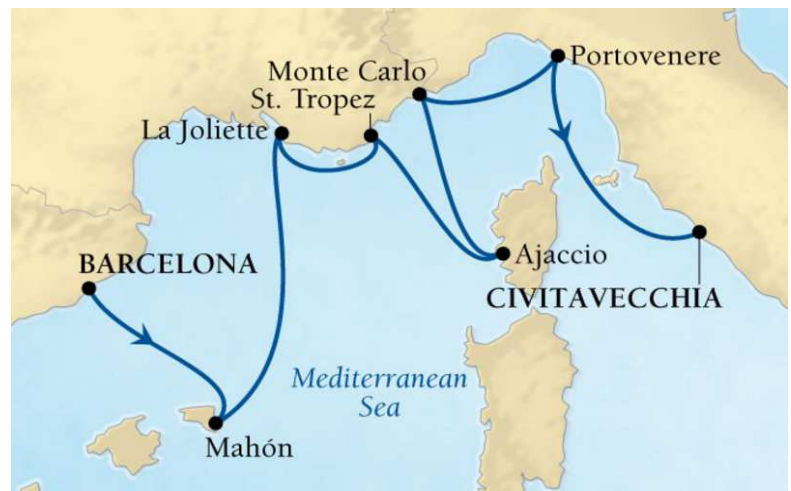 Portovenere
Monte Carlo
St. Tropez
La Joliette
BARCELONA
Ajaccio
CIVITAVECCHIA
Mediterranean
Sea
Mahón